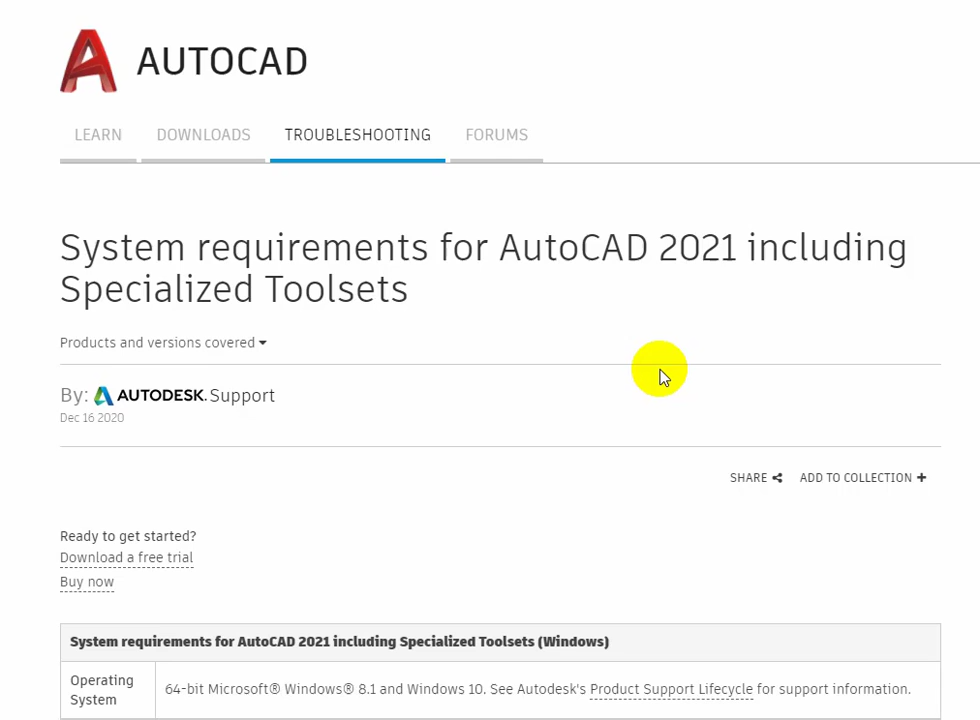 AUTOCAD
LEARN DOWNLOADS TROUBLESHOOTING FORUMS
System requirements for AutoCAD 2021 including
Specialized Toolsets
Products and versions covered
By: AUTODESK. Support
Dec 16 2020
SHARE ADD TO COLLECTION +
Ready to get started?
Download a free trial
Buy now
System requirements for AutoCAD 2021 including Specialized Toolsets (Windows)
Operating System
64-bit Microsoft® Windows® 8.1 and Windows 10. See Autodesk's Product Support Lifecycle for support information.